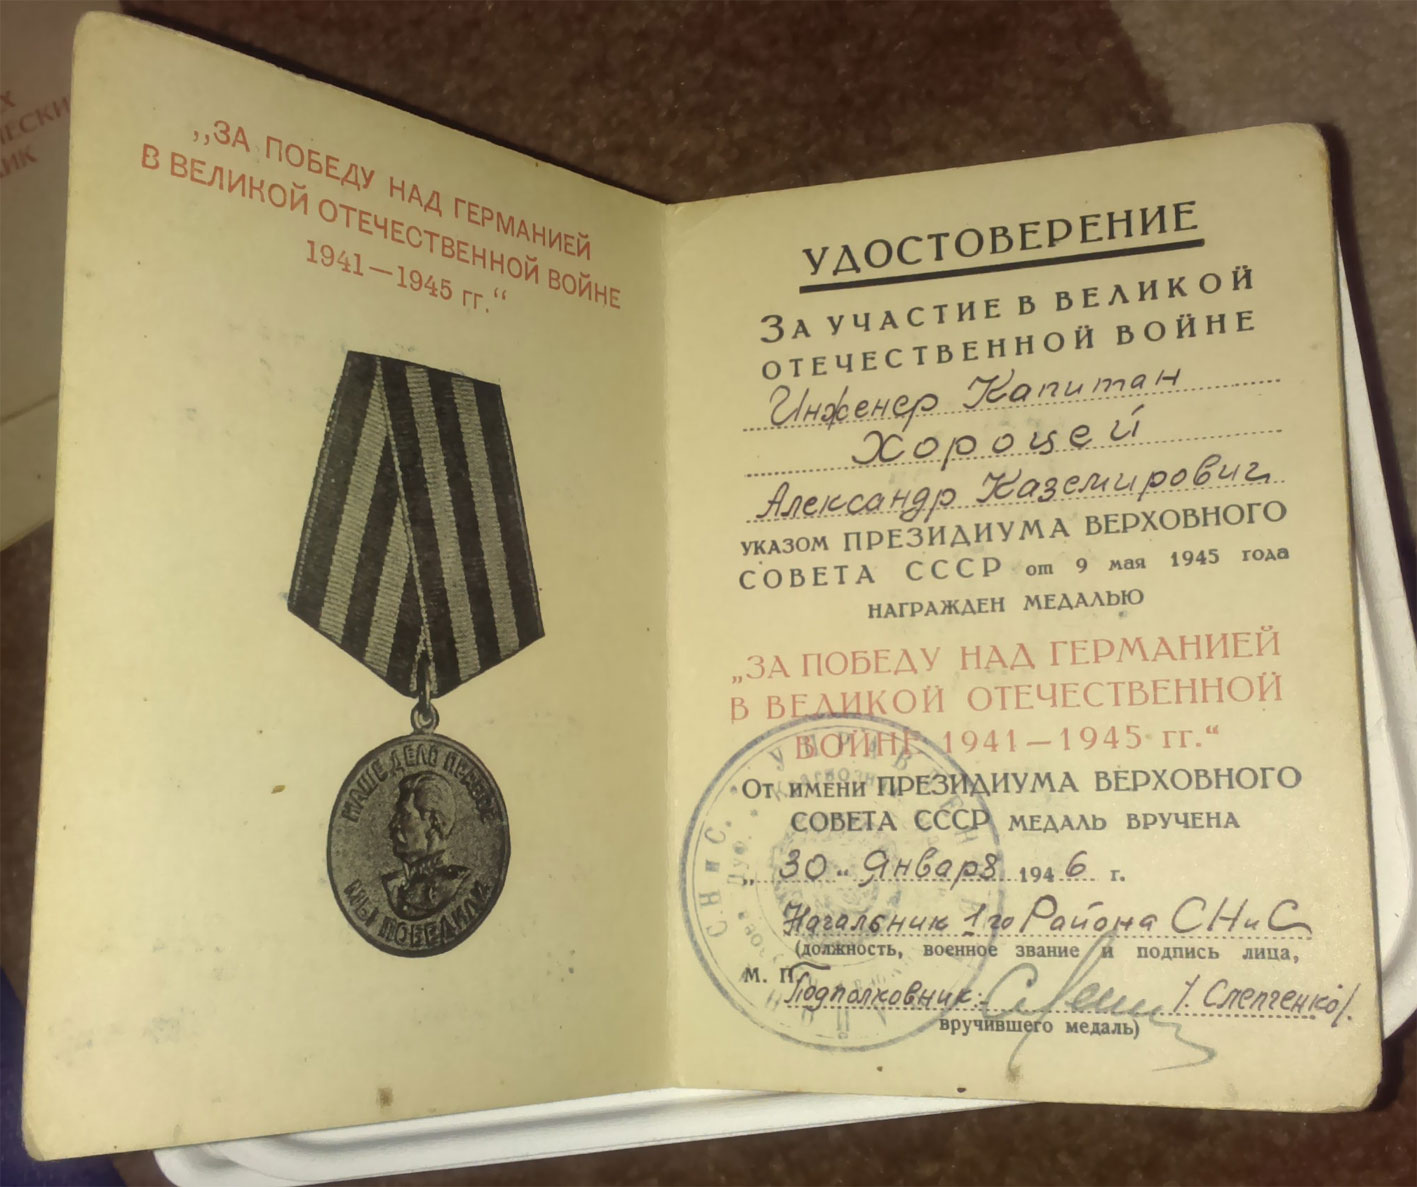 „ЗА ПОБЕДУ НАД ГЕРМАНИЕЙ
В ВЕЛИКОЙ ОТЕЧЕСТВЕННОЙ ВОЙНЕ
1941—1945 гг.“
НАШЕ ДЕЛО ПРАВОЕ
МЫ ПОБЕДИЛИ
УДОСТОВЕРЕНИЕ
ЗА УЧАСТИЕ В ВЕЛИКОЙ
ОТЕЧЕСТВЕННОЙ ВОЙНЕ
Инженер Капитан
Хороцей
Александр Каземирович
УКАЗОМ ПРЕЗИДИУМА ВЕРХОВНОГО
СОВЕТА СССР от 9 мая 1945 года
НАГРАЖДЕН МЕДАЛЬЮ
„ЗА ПОБЕДУ НАД ГЕРМАНИЕЙ
В ВЕЛИКОЙ ОТЕЧЕСТВЕННОЙ
ВОЙНЕ 1941—1945 гг.“
ОТ ИМЕНИ ПРЕЗИДИУМА ВЕРХОВНОГО
СОВЕТА СССР МЕДАЛЬ ВРУЧЕНА
„30“ Января 1946 г.
Начальник 1го Района СНиС
(должность, военное звание и подпись лица,
М. П. Подполковник: /. Слепченко/.
вручившего медаль)